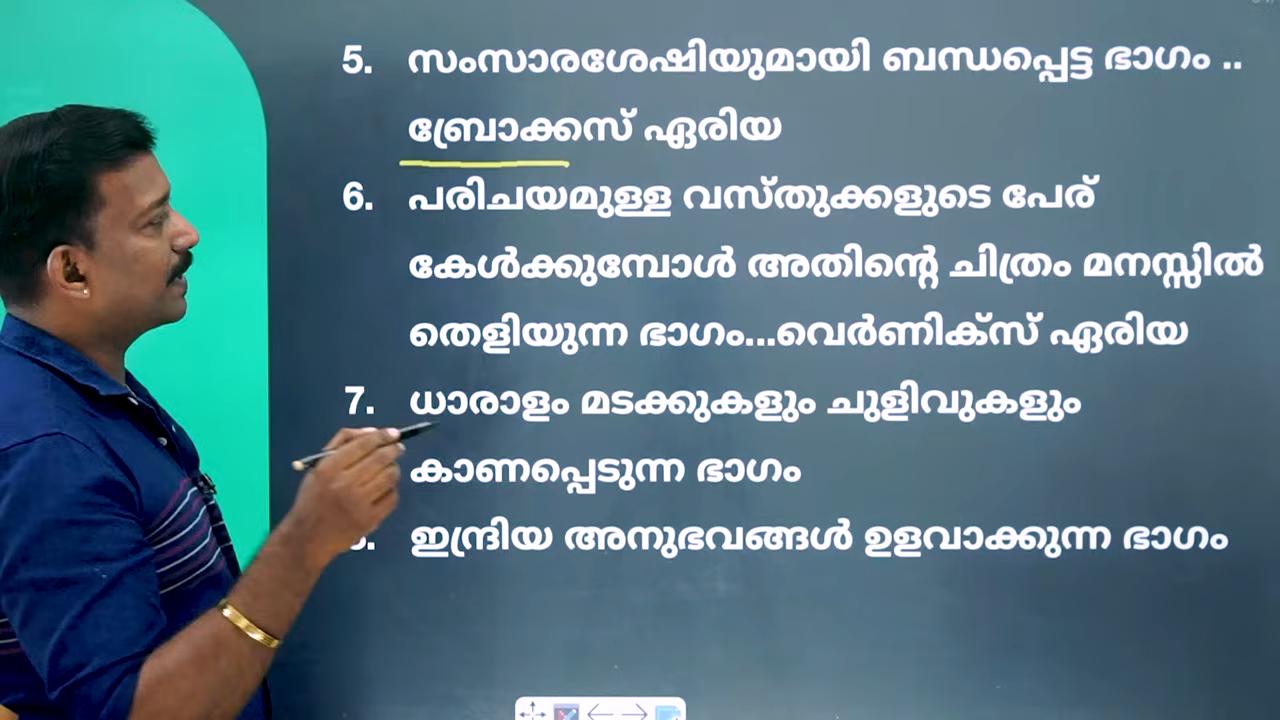 5. സംസാരശേഷിയുമായി ബന്ധപ്പെട്ട ഭാഗം ..
ബ്രോക്കസ് ഏരിയ
6. പരിചയമുള്ള വസ്തുക്കളുടെ പേര്
കേൾക്കുമ്പോൾ അതിന്റെ ചിത്രം മനസ്സിൽ
തെളിയുന്ന ഭാഗം...വെർണിക്സ് ഏരിയ
7. ധാരാളം മടക്കുകളും ചുളിവുകളും
കാണപ്പെടുന്ന ഭാഗം
ഇന്ദ്രിയ അനുഭവങ്ങൾ ഉളവാക്കുന്ന ഭാഗം